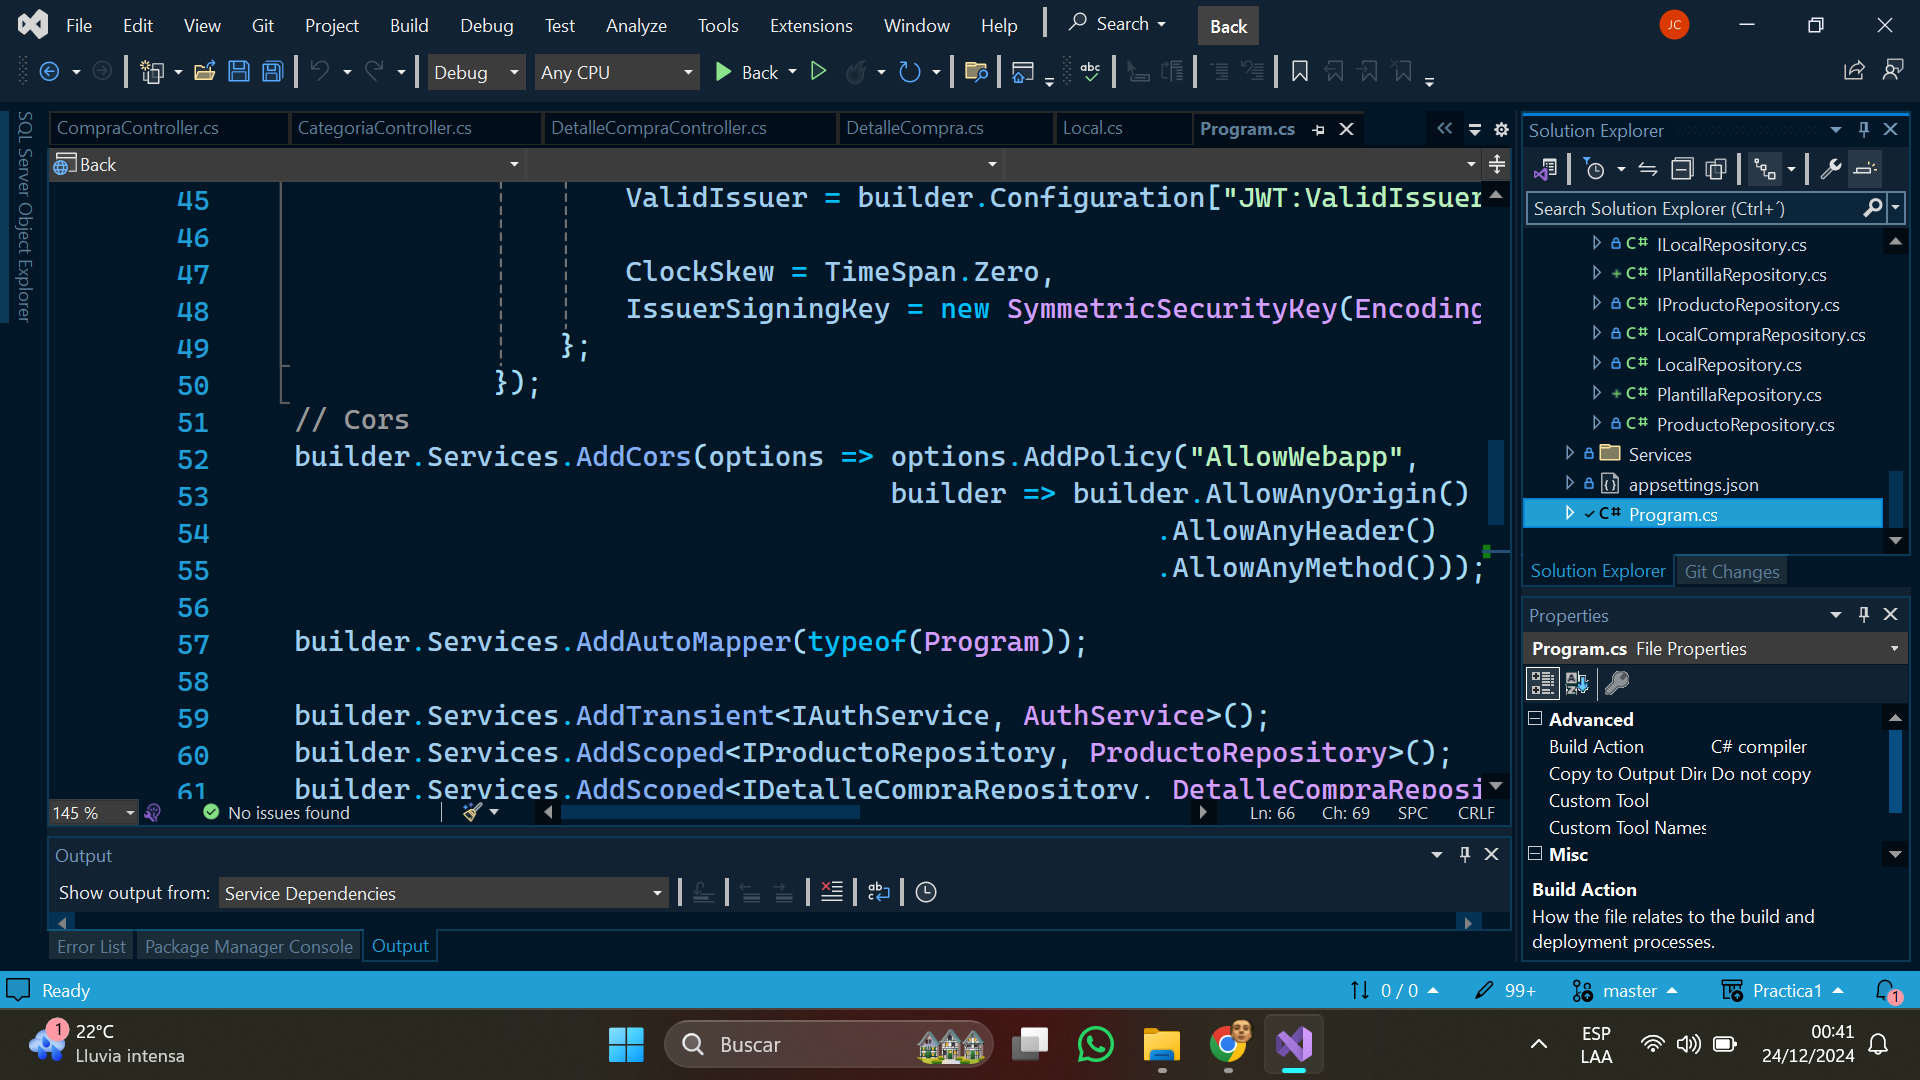 File Edit View Git Project Build Debug Test Analyze Tools Extensions Window Help Search Back JC
Debug Any CPU Back
SQL Server Object Explorer
CompraController.cs CategoriaController.cs DetalleCompraController.cs DetalleCompra.cs Local.cs Program.cs
Back
45 ValidIssuer = builder.Configuration["JWT:ValidIssuer
46
47 ClockSkew = TimeSpan.Zero,
48 IssuerSigningKey = new SymmetricSecurityKey(Encoding
49 };
50 });
51 // Cors
52 builder.Services.AddCors(options => options.AddPolicy("AllowWebapp",
53 builder => builder.AllowAnyOrigin()
54 .AllowAnyHeader()
55 .AllowAnyMethod()));
56
57 builder.Services.AddAutoMapper(typeof(Program));
58
59 builder.Services.AddTransient<IAuthService, AuthService>();
60 builder.Services.AddScoped<IProductoRepository, ProductoRepository>();
61 builder.Services.AddScoped<IDetalleCompraRepository, DetalleCompraReposi
145 % No issues found Ln: 66 Ch: 69 SPC CRLF
Output
Show output from: Service Dependencies
Error List Package Manager Console Output
Solution Explorer
Search Solution Explorer (Ctrl+´)
C# ILocalRepository.cs
C# IPlantillaRepository.cs
C# IProductoRepository.cs
C# LocalCompraRepository.cs
C# LocalRepository.cs
C# PlantillaRepository.cs
C# ProductoRepository.cs
Services
appsettings.json
C# Program.cs
Solution Explorer Git Changes
Properties
Program.cs File Properties
Advanced
Build Action C# compiler
Copy to Output Dire Do not copy
Custom Tool
Custom Tool Names
Misc
Build Action
How the file relates to the build and
deployment processes.
Ready 0 / 0 99+ master Practica1 1
1 22°C
Lluvia intensa
Buscar
ESP
LAA
00:41
24/12/2024